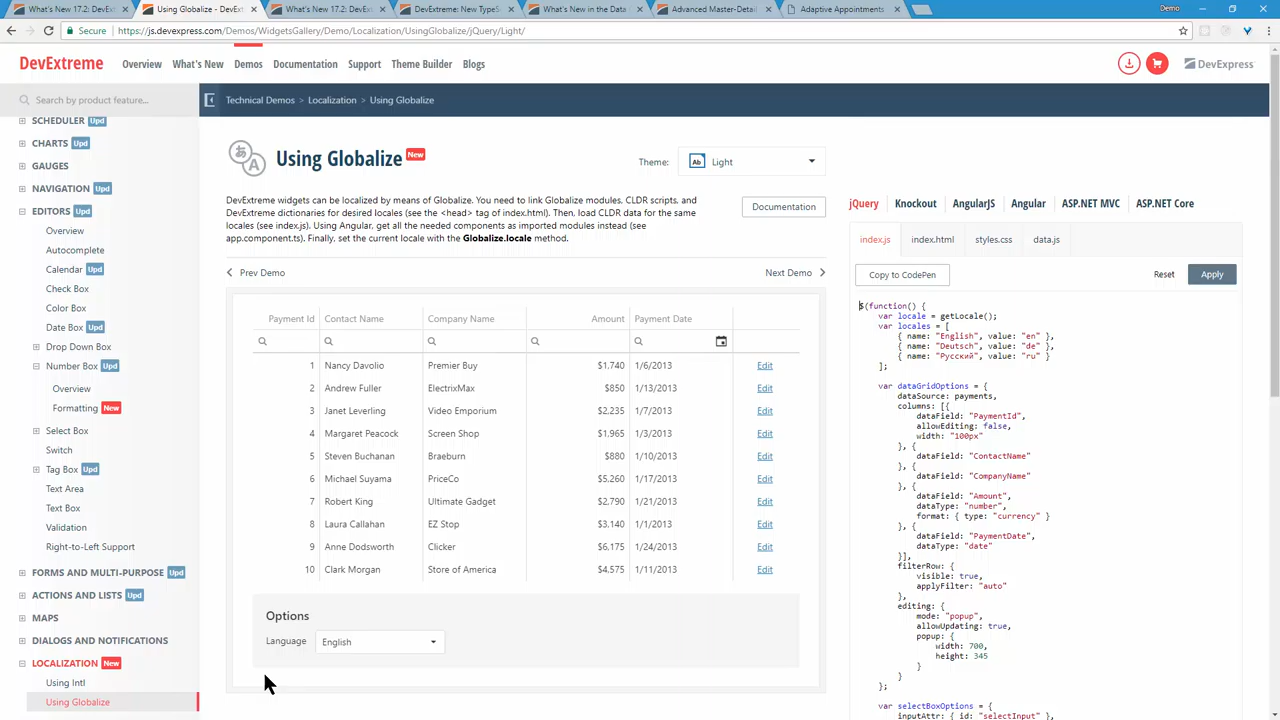 What's New 17.2: DevEx
Using Globalize - DevExt
What's New 17.2: DevEx
DevExtreme: New TypeS
What's New in the Data
Advanced Master-Detail
Adaptive Appointments
Demo
Secure
https://js.devexpress.com/Demos/WidgetsGallery/Demo/Localization/UsingGlobalize/jQuery/Light/
DevExtreme
Overview
What's New
Demos
Documentation
Support
Theme Builder
Blogs
DevExpress
Search by product feature...
Technical Demos > Localization > Using Globalize
SCHEDULER Upd
CHARTS Upd
GAUGES
NAVIGATION Upd
EDITORS Upd
Overview
Autocomplete
Calendar Upd
Check Box
Color Box
Date Box Upd
Drop Down Box
Number Box Upd
Overview
Formatting New
Select Box
Switch
Tag Box Upd
Text Area
Text Box
Validation
Right-to-Left Support
FORMS AND MULTI-PURPOSE Upd
ACTIONS AND LISTS Upd
MAPS
DIALOGS AND NOTIFICATIONS
LOCALIZATION New
Using Intl
Using Globalize
あ A
Using Globalize New
Theme:
Ab Light
DevExtreme widgets can be localized by means of Globalize. You need to link Globalize modules, CLDR scripts, and
DevExtreme dictionaries for desired locales (see the <head> tag of index.html). Then, load CLDR data for the same
locales (see index.js). Using Angular, get all the needed components as imported modules instead (see
app.component.ts). Finally, set the current locale with the Globalize.locale method.
Documentation
Prev Demo
Next Demo
Payment Id Contact Name Company Name Amount Payment Date
1 Nancy Davolio Premier Buy $1,740 1/6/2013 Edit
2 Andrew Fuller ElectrixMax $850 1/13/2013 Edit
3 Janet Leverling Video Emporium $2,235 1/7/2013 Edit
4 Margaret Peacock Screen Shop $1,965 1/3/2013 Edit
5 Steven Buchanan Braeburn $880 1/10/2013 Edit
6 Michael Suyama PriceCo $5,260 1/17/2013 Edit
7 Robert King Ultimate Gadget $2,790 1/21/2013 Edit
8 Laura Callahan EZ Stop $3,140 1/1/2013 Edit
9 Anne Dodsworth Clicker $6,175 1/24/2013 Edit
10 Clark Morgan Store of America $4,575 1/11/2013 Edit
Options
Language English
jQuery
Knockout
AngularJS
Angular
ASP.NET MVC
ASP.NET Core
index.js
index.html
styles.css
data.js
Copy to CodePen
Reset
Apply
$(function() {
var locale = getLocale();
var locales = [
{ name: "English", value: "en" },
{ name: "Deutsch", value: "de" },
{ name: "Русский", value: "ru" }
];
var dataGridOptions = {
dataSource: payments,
columns: [{
dataField: "PaymentId",
allowEditing: false,
width: "100px"
}, {
dataField: "ContactName"
}, {
dataField: "CompanyName"
}, {
dataField: "Amount",
dataType: "number",
format: { type: "currency" }
}, {
dataField: "PaymentDate",
dataType: "date"
}],
filterRow: {
visible: true,
applyFilter: "auto"
},
editing: {
mode: "popup",
allowUpdating: true,
popup: {
width: 700,
height: 345
}
}
};
var selectBoxOptions = {
inputAttr: { id: "selectInput" },